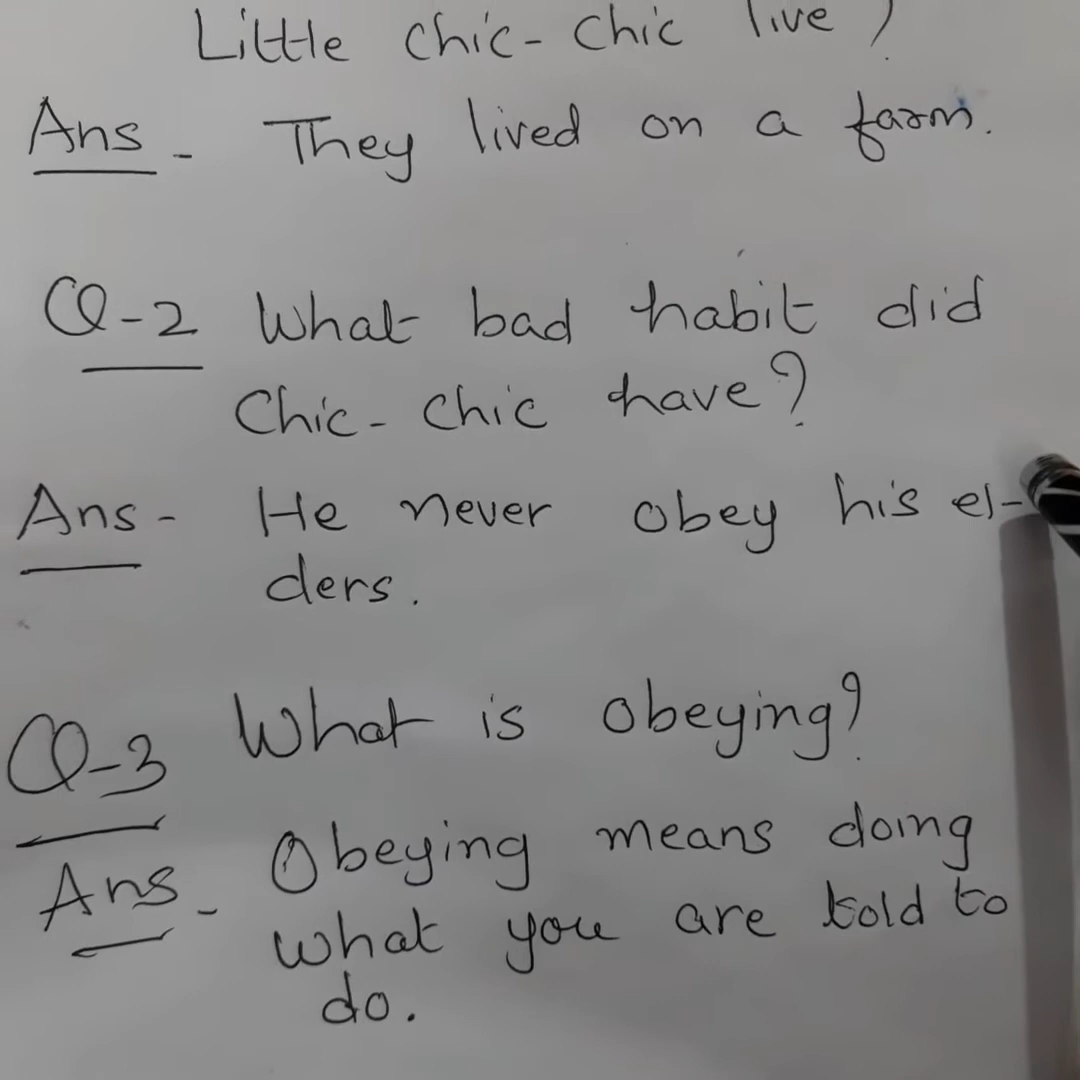 Little Chic-Chic live?
Ans - They lived on a farm.
Q-2 What bad habit did
Chic-Chic have?
Ans - He never obey his el-
ders.
Q-3 What is obeying?
Ans - Obeying means doing
what you are told to
do.